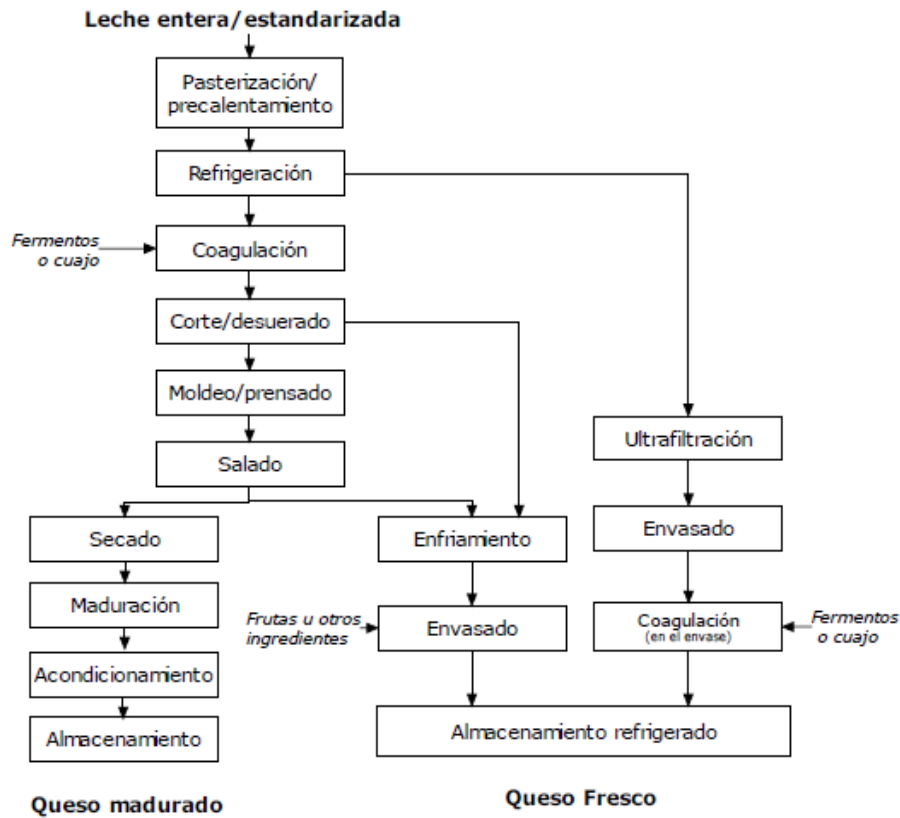 Leche entera/estandarizada
Pasterización/
precalentamiento
Refrigeración
Fermentos
o cuajo
Coagulación
Corte/desuerado
Moldeo/prensado
Ultrafiltración
Salado
Secado
Enfriamiento
Envasado
Maduración
Frutas u otros
ingredientes
Envasado
Coagulación
(en el envase)
Fermentos
o cuajo
Acondicionamiento
Almacenamiento
Almacenamiento refrigerado
Queso madurado
Queso Fresco